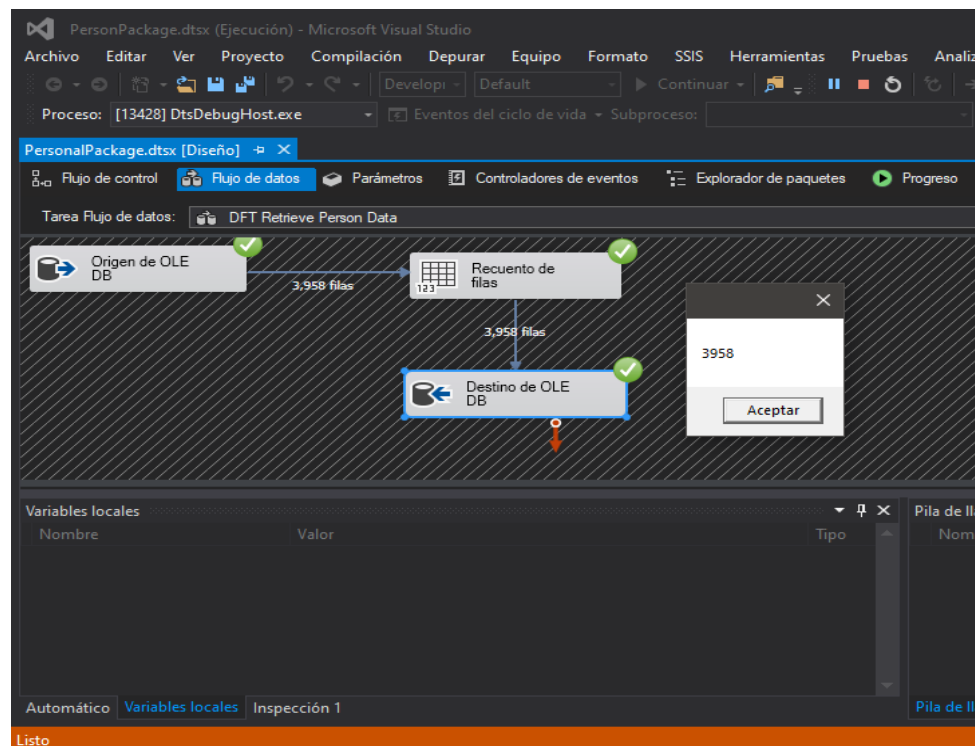 PersonPackage.dtsx (Ejecución) - Microsoft Visual Studio
Archivo Editar Ver Proyecto Compilación Depurar Equipo Formato SSIS Herramientas Pruebas Analiz
Developı Default Continuar
Proceso: [13428] DtsDebugHost.exe Eventos del ciclo de vida Subproceso:
PersonalPackage.dtsx [Diseño]
Flujo de control Flujo de datos Parámetros Controladores de eventos Explorador de paquetes Progreso
Tarea Flujo de datos: DFT Retrieve Person Data
Origen de OLE
DB
3,958 filas
123
Recuento de
filas
3,958 filas
Destino de OLE
DB
3958
Aceptar
Variables locales
Nombre Valor Tipo
Pila de ll
Nom
Automático Variables locales Inspección 1
Pila de ll
Listo